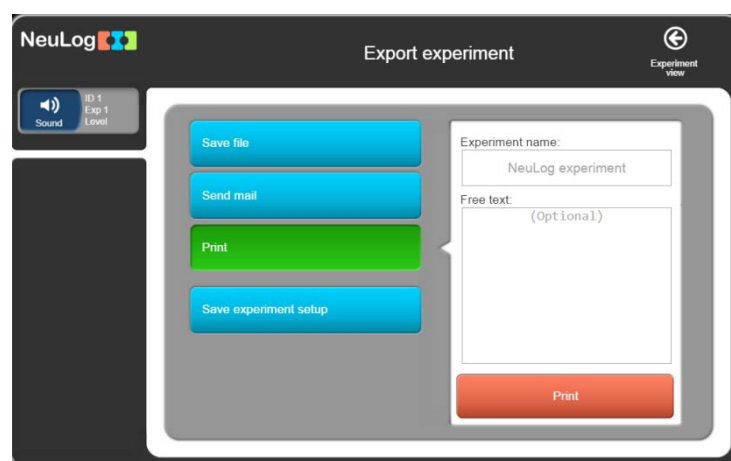 NeuLog
Export experiment
Experiment
view
ID 1
Exp 1
Level
Sound
Save file
Send mail
Print
Save experiment setup
Experiment name:
NeuLog experiment
Free text:
(Optional)
Print